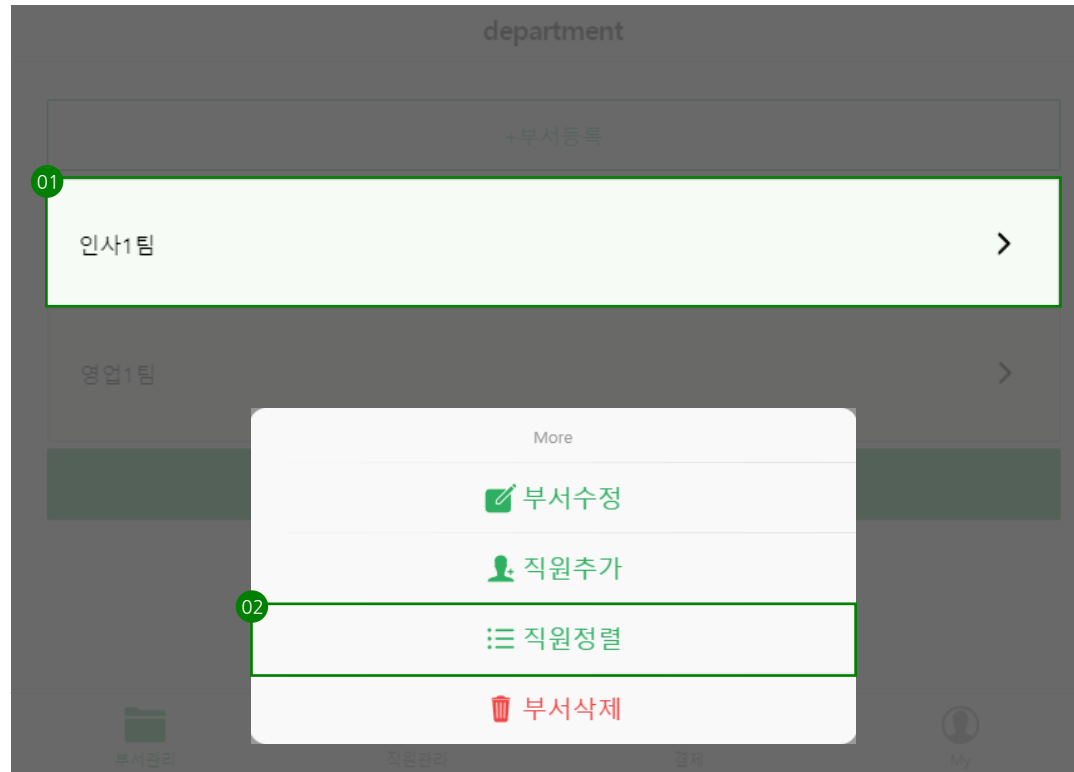 department
+부서등록
01
인사1팀
영업1팀
More
부서수정
직원추가
02
직원정렬
부서삭제
부서관리
직원관리
결제
My